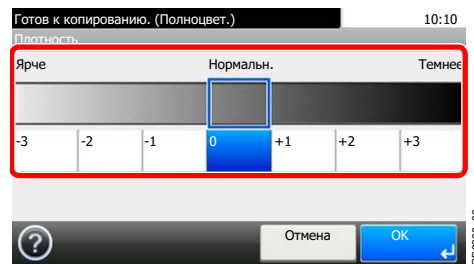 Готов к копированию. (Полноцвет.) 10:10
Плотность
Ярче Нормальн. Темнее
-3 -2 -1 0 +1 +2 +3
? Отмена OK